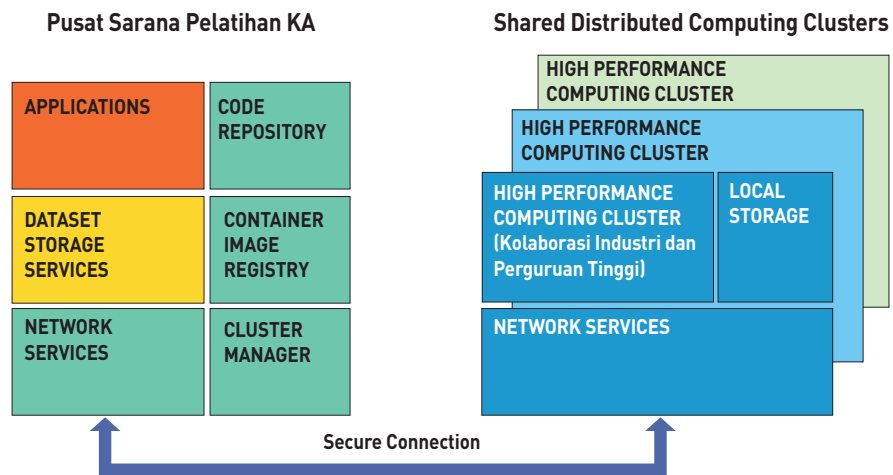 Pusat Sarana Pelatihan KA
APPLICATIONS
CODE
REPOSITORY
DATASET
STORAGE
SERVICES
CONTAINER
IMAGE
REGISTRY
NETWORK
SERVICES
CLUSTER
MANAGER
Shared Distributed Computing Clusters
HIGH PERFORMANCE
COMPUTING CLUSTER
HIGH PERFORMANCE
COMPUTING CLUSTER
HIGH PERFORMANCE
COMPUTING CLUSTER
(Kolaborasi Industri dan
Perguruan Tinggi)
LOCAL
STORAGE
NETWORK SERVICES
Secure Connection